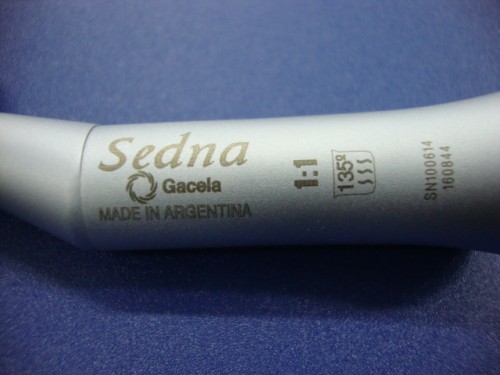 Sedna
Gacela
MADE IN ARGENTINA
1:1
135º
SN100614
160844